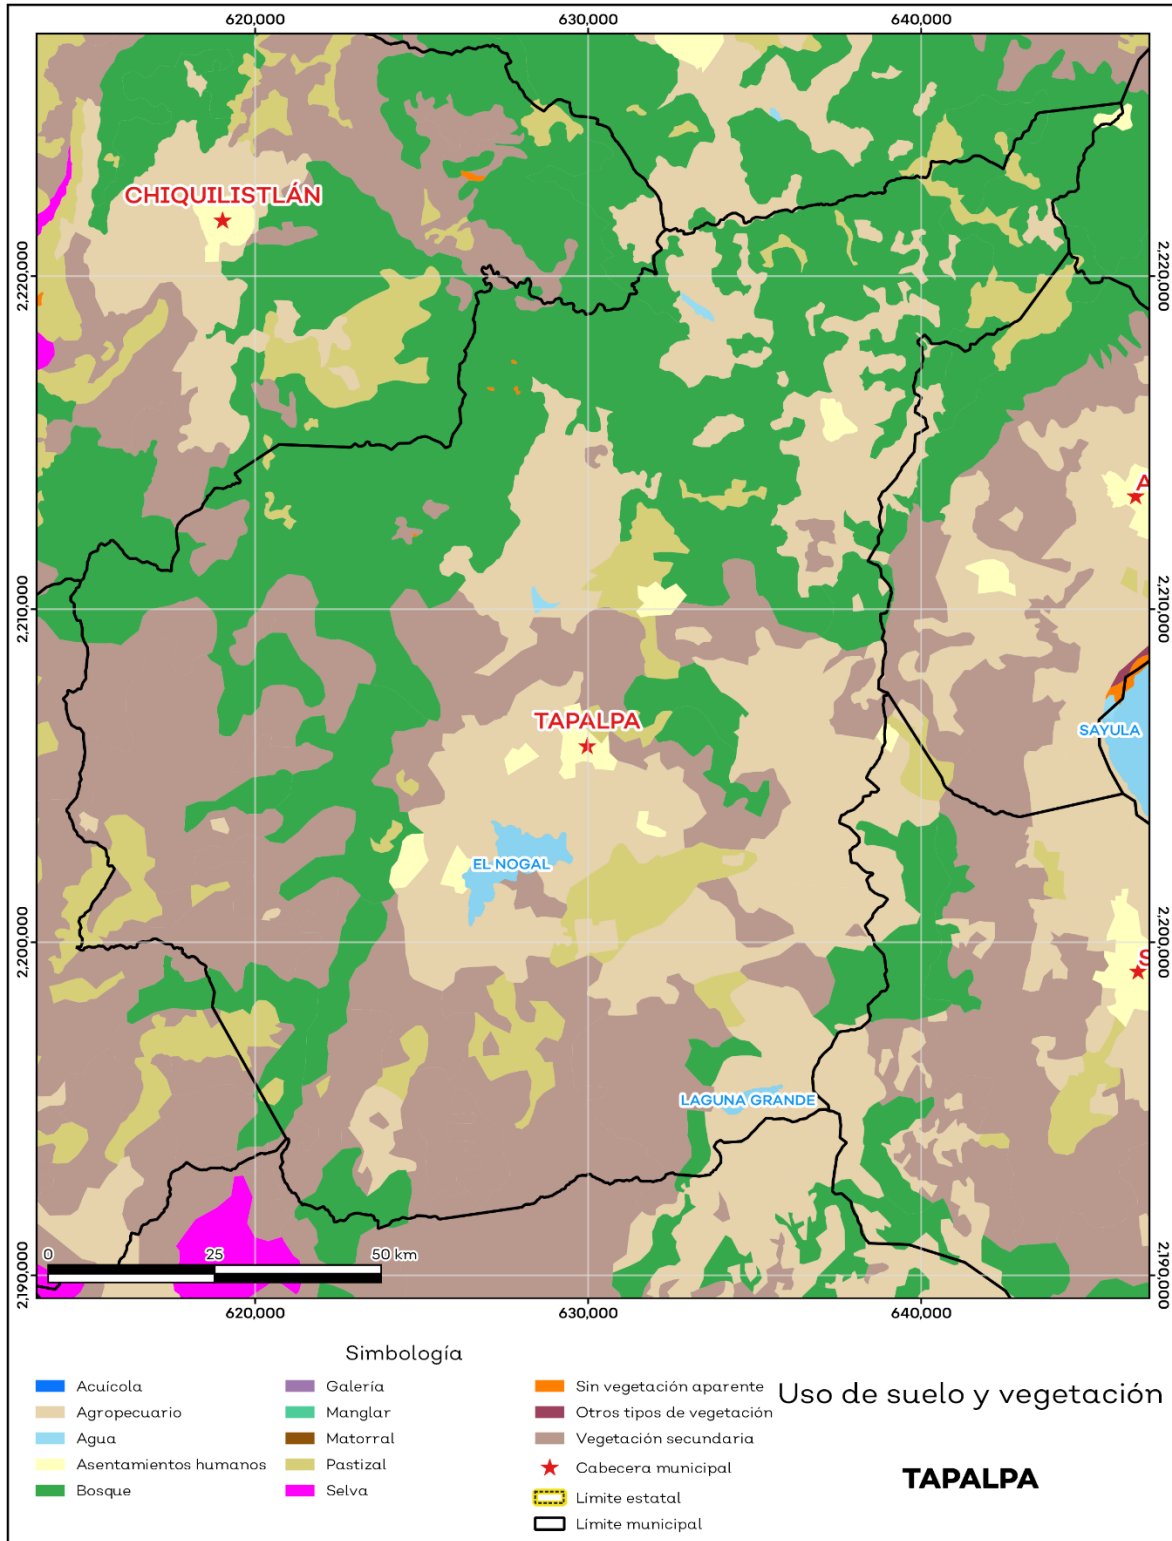 620,000 630,000 640,000
CHIQUILISTLÁN
2,220,000 2,220,000
A
2,210,000 2,210,000
TAPALPA
SAYULA
EL NOGAL
2,200,000 2,200,000
S
LAGUNA GRANDE
0 25 50 km
2,190,000 2,190,000
620,000 630,000 640,000
Simbología
Acuícola
Agropecuario
Agua
Asentamientos humanos
Bosque
Galería
Manglar
Matorral
Pastizal
Selva
Sin vegetación aparente
Otros tipos de vegetación
Vegetación secundaria
Cabecera municipal
Límite estatal
Límite municipal
Uso de suelo y vegetación
TAPALPA